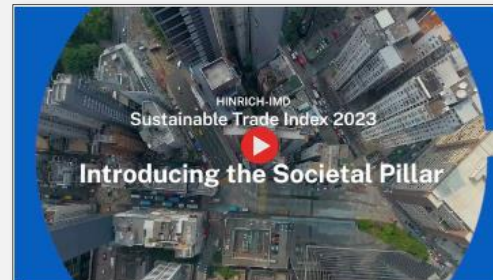 HINRICH-IMD
Sustainable Trade Index 2023
Introducing the Societal Pillar